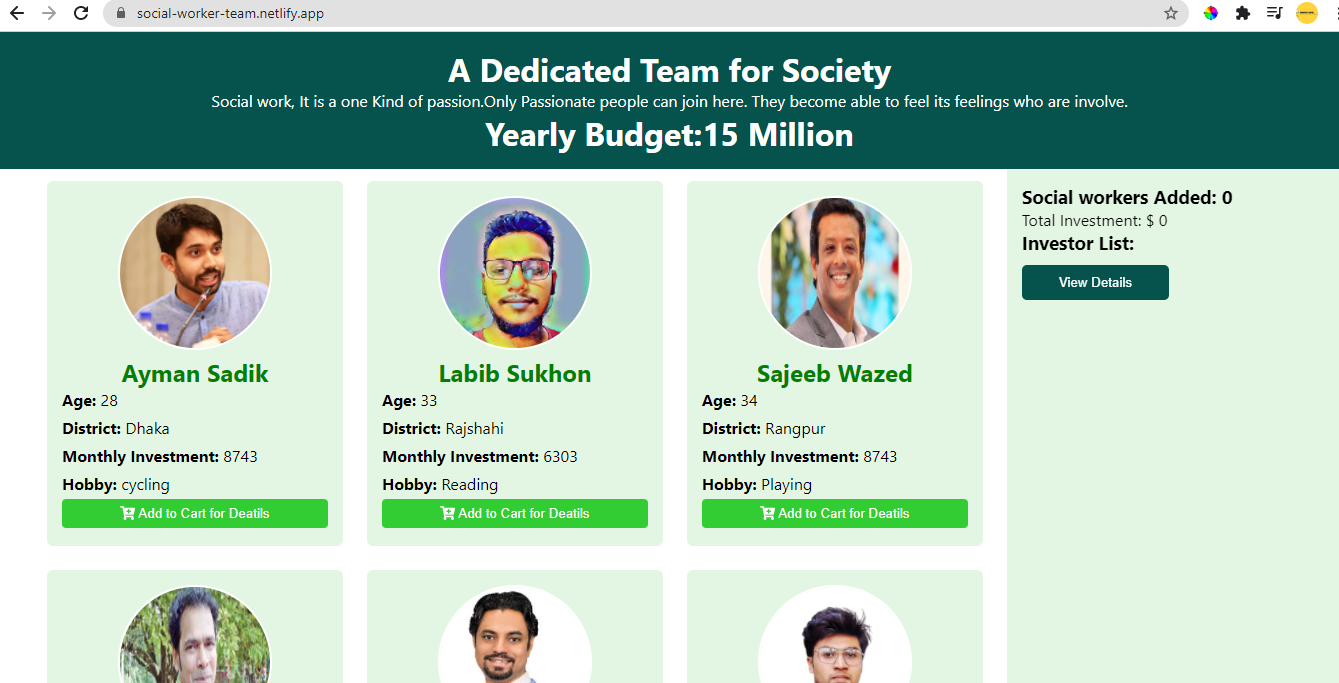 social-worker-team.netlify.app
A Dedicated Team for Society
Social work, It is a one Kind of passion.Only Passionate people can join here. They become able to feel its feelings who are involve.
Yearly Budget:15 Million
Ayman Sadik
Age: 28
District: Dhaka
Monthly Investment: 8743
Hobby: cycling
Add to Cart for Deatils
Labib Sukhon
Age: 33
District: Rajshahi
Monthly Investment: 6303
Hobby: Reading
Add to Cart for Deatils
Sajeeb Wazed
Age: 34
District: Rangpur
Monthly Investment: 8743
Hobby: Playing
Add to Cart for Deatils
Social workers Added: 0
Total Investment: $ 0
Investor List:
View Details